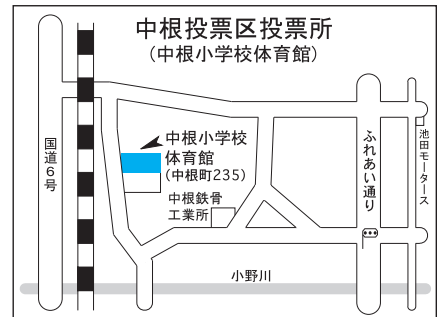 中根投票区投票所
(中根小学校体育館)
中根小学校
体育館
(中根町235)
中根鉄骨
工業所
国道6号
ふれあい通り
池田モータース
小野川